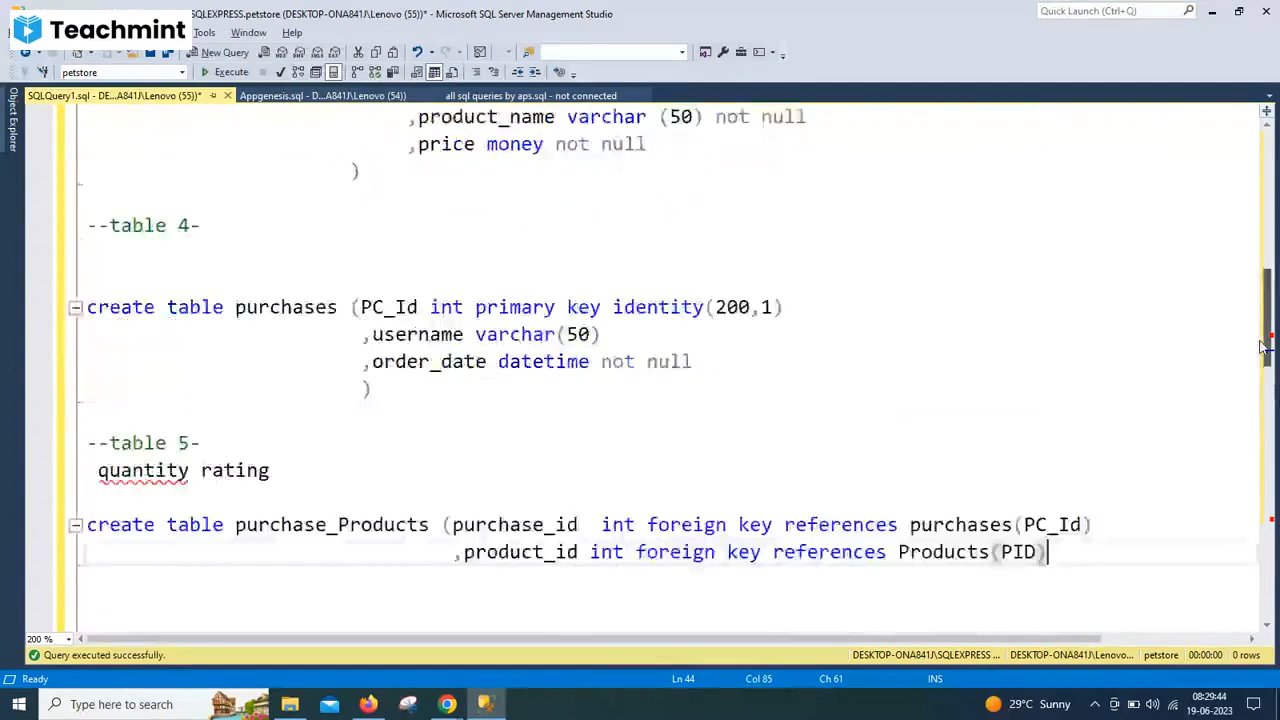 SQLEXPRESS.petstore (DESKTOP-ONA841J\Lenovo (55))* - Microsoft SQL Server Management Studio
Quick Launch (Ctrl+Q)
Teachmint
Tools Window Help
New Query
petstore
Execute
SQLQuery1.sql - DE...A841J\Lenovo (55))* Appgenesis.sql - D...A841J\Lenovo (54)) all sql queries by aps.sql - not connected
Object Explorer
,product_name varchar (50) not null
,price money not null
)
--table 4-
create table purchases (PC_Id int primary key identity(200,1)
,username varchar(50)
,order_date datetime not null
)
--table 5-
quantity rating
create table purchase_Products (purchase_id int foreign key references purchases(PC_Id)
,product_id int foreign key references Products(PID)
200 %
Query executed successfully. DESKTOP-ONA841J\SQLEXPRESS ... DESKTOP-ONA841J\Lenovo... petstore 00:00:00 0 rows
Ready Ln 44 Col 85 Ch 61 INS
Type here to search
29°C Sunny
ENG
08:29:44
19-06-2023